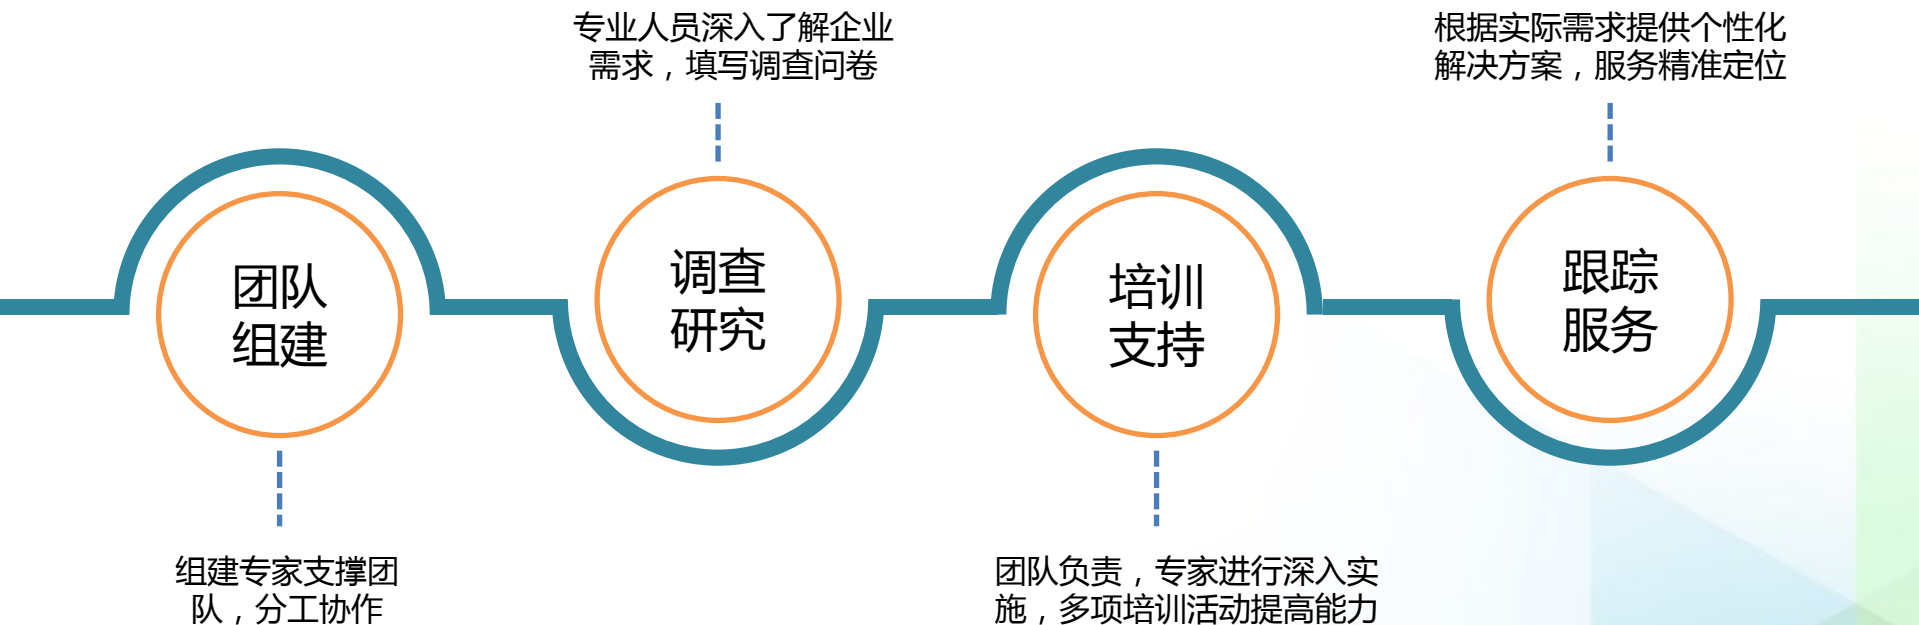 专业人员深入了解企业
需求，填写调查问卷
根据实际需求提供个性化
解决方案，服务精准定位
团队
组建
调查
研究
培训
支持
跟踪
服务
组建专家支撑团
队，分工协作
团队负责，专家进行深入实
施，多项培训活动提高能力